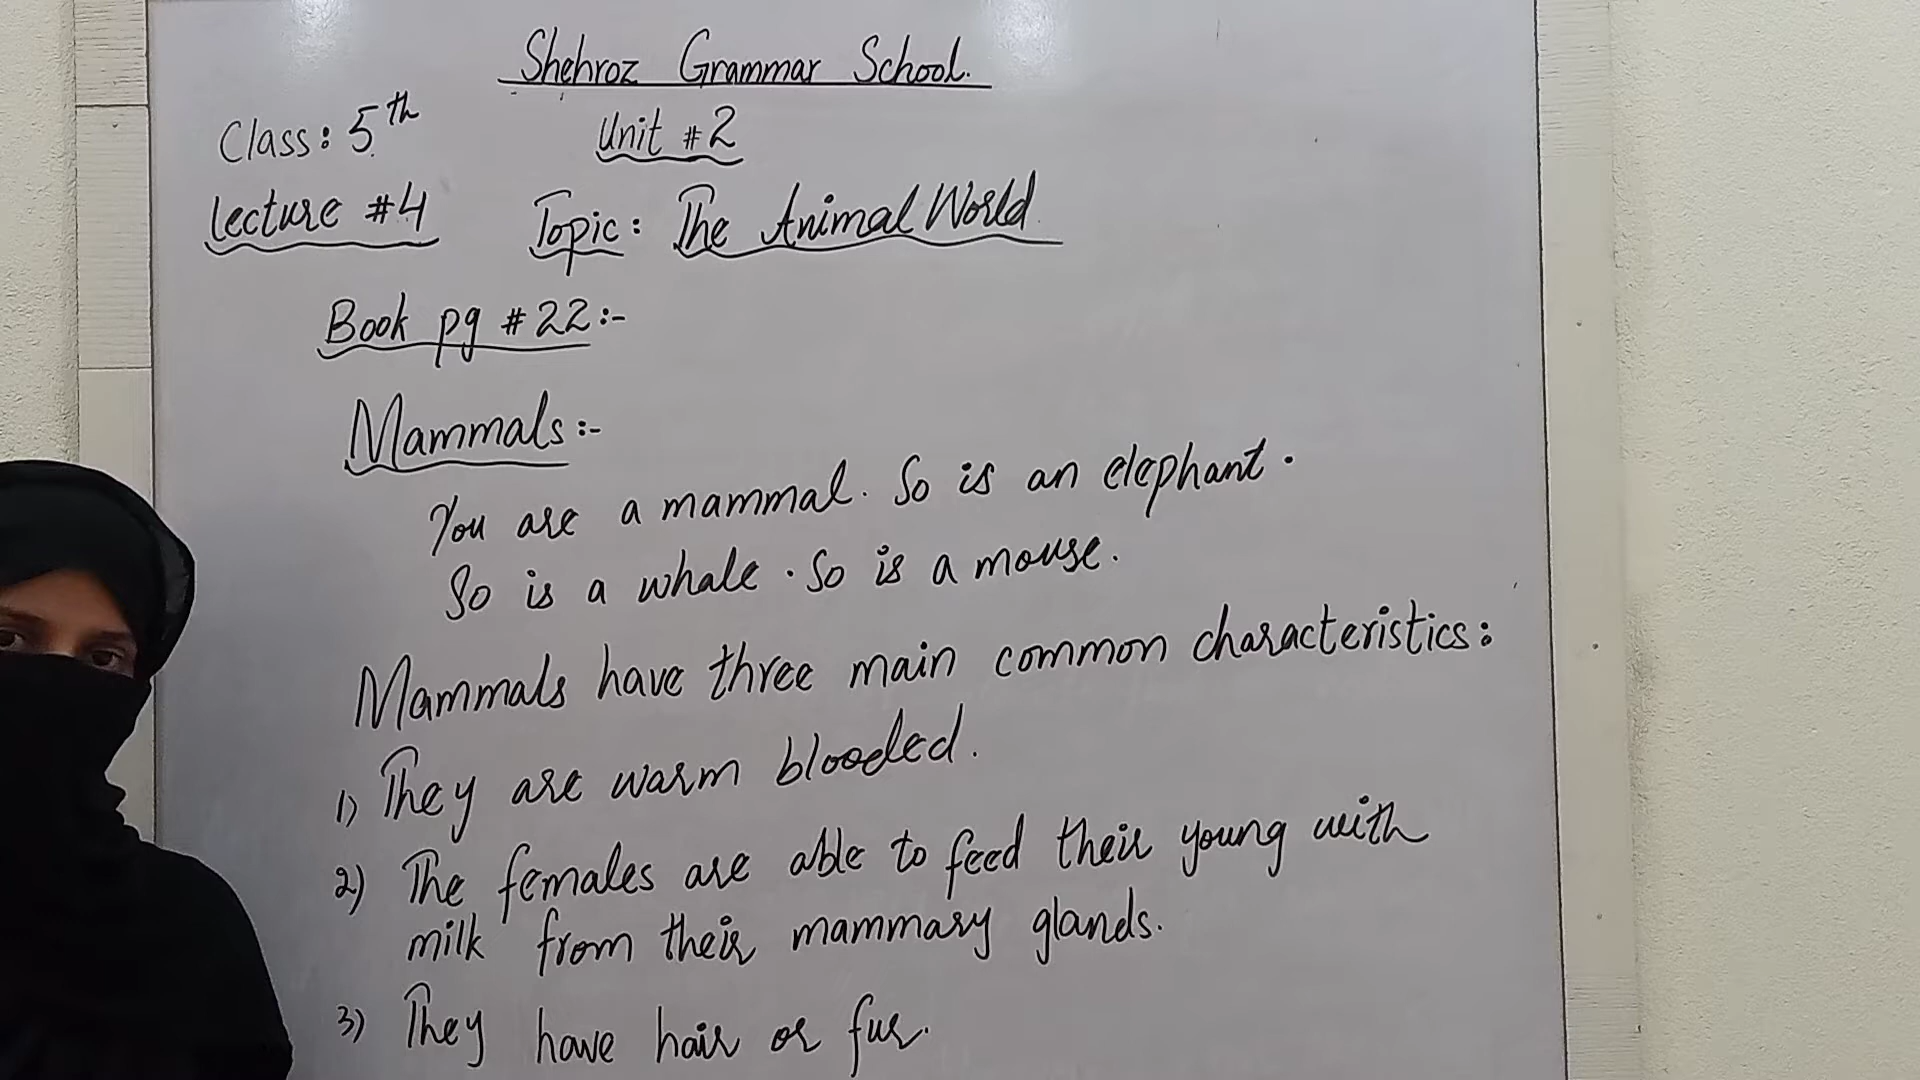 Shehroz Grammar School.
Class: 5th
Unit #2
Lecture #4
Topic: The Animal World
Book pg #22:-
Mammals:-
You are a mammal. So is an elephant.
So is a whale. So is a mouse.
Mammals have three main common characteristics:
1) They are warm blooded.
2) The females are able to feed their young with
milk from their mammary glands.
3) They have hair or fur.